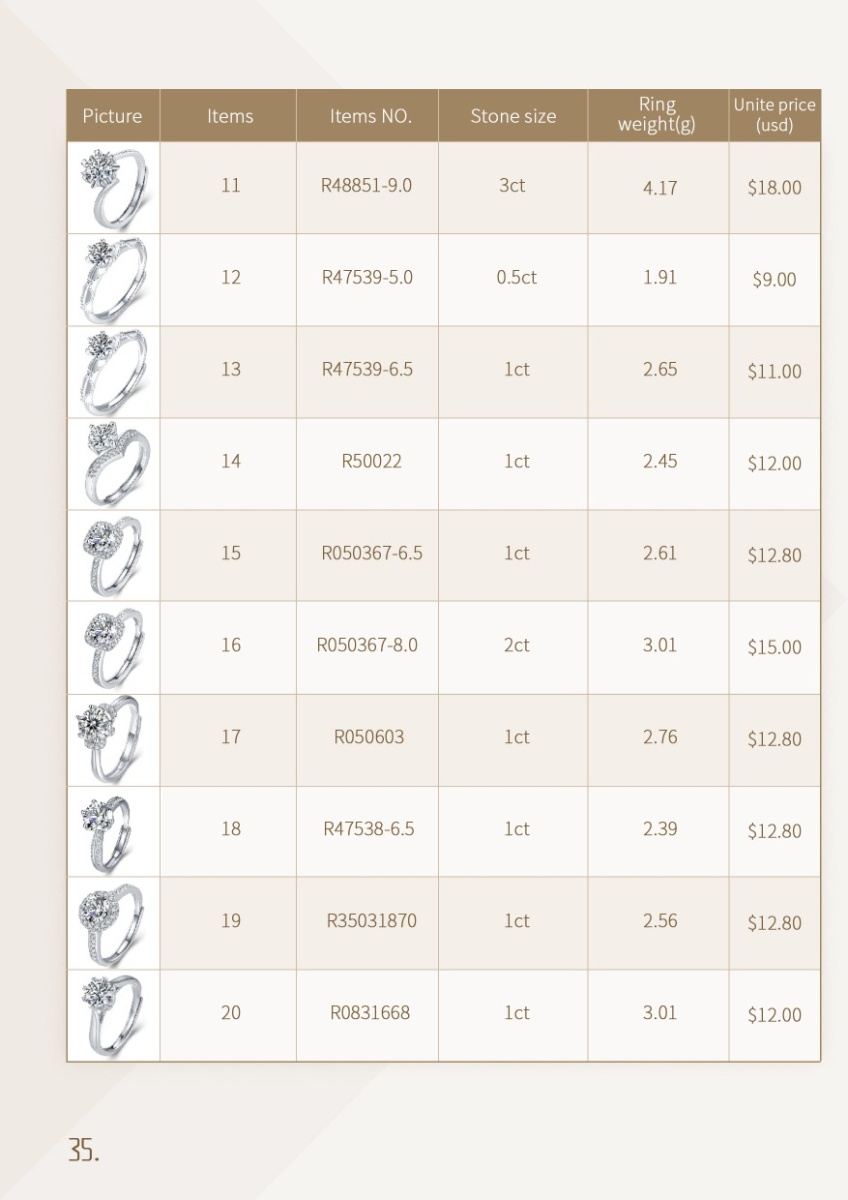 Picture Items Items NO. Stone size Ring weight(g) Unite price (usd)
11 R48851-9.0 3ct 4.17 $18.00
12 R47539-5.0 0.5ct 1.91 $9.00
13 R47539-6.5 1ct 2.65 $11.00
14 R50022 1ct 2.45 $12.00
15 R050367-6.5 1ct 2.61 $12.80
16 R050367-8.0 2ct 3.01 $15.00
17 R050603 1ct 2.76 $12.80
18 R47538-6.5 1ct 2.39 $12.80
19 R35031870 1ct 2.56 $12.80
20 R0831668 1ct 3.01 $12.00
35.